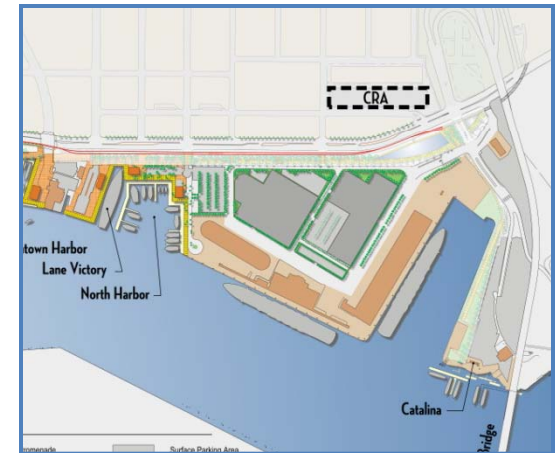 CRA
town Harbor
Lane Victory
North Harbor
Catalina
Bridge
romenade
Surface Parking Area